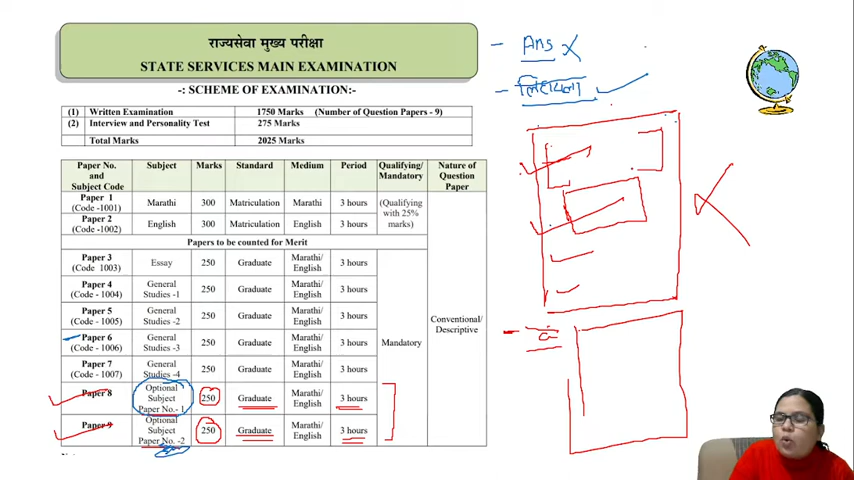 राज्यसेवा मुख्य परीक्षा
STATE SERVICES MAIN EXAMINATION
-: SCHEME OF EXAMINATION:-
(1) Written Examination 1750 Marks (Number of Question Papers - 9)
(2) Interview and Personality Test 275 Marks
Total Marks 2025 Marks
Paper No. and Subject Code Subject Marks Standard Medium Period Qualifying/ Mandatory Nature of Question Paper
Paper 1 (Code -1001) Marathi 300 Matriculation Marathi 3 hours (Qualifying with 25% marks)
Paper 2 (Code -1002) English 300 Matriculation English 3 hours
Papers to be counted for Merit
Paper 3 (Code 1003) Essay 250 Graduate Marathi/ English 3 hours Mandatory Conventional/ Descriptive
Paper 4 (Code - 1004) General Studies -1 250 Graduate Marathi/ English 3 hours
Paper 5 (Code - 1005) General Studies -2 250 Graduate Marathi/ English 3 hours
Paper 6 (Code - 1006) General Studies -3 250 Graduate Marathi/ English 3 hours
Paper 7 (Code - 1007) General Studies -4 250 Graduate Marathi/ English 3 hours
Paper 8 Optional Subject Paper No.- 1 250 Graduate Marathi/ English 3 hours
Paper 9 Optional Subject Paper No. -2 250 Graduate Marathi/ English 3 hours
- Ans